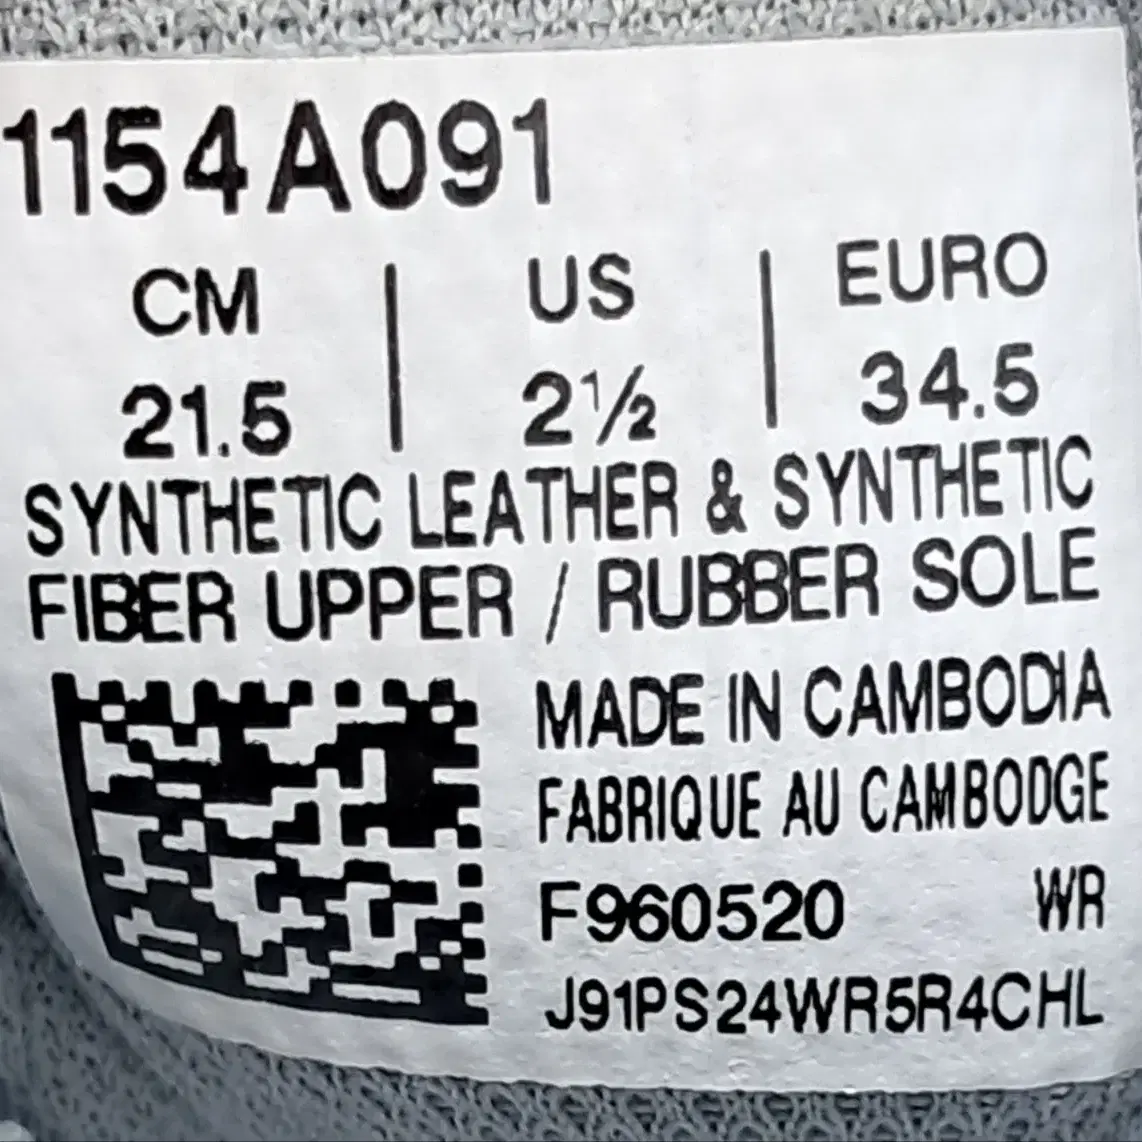 1154A091
CM | US | EURO
21.5 | 2½ | 34.5
SYNTHETIC LEATHER & SYNTHETIC
FIBER UPPER / RUBBER SOLE
MADE IN CAMBODIA
FABRIQUE AU CAMBODGE
F960520 WR
J91PS24WR5R4CHL